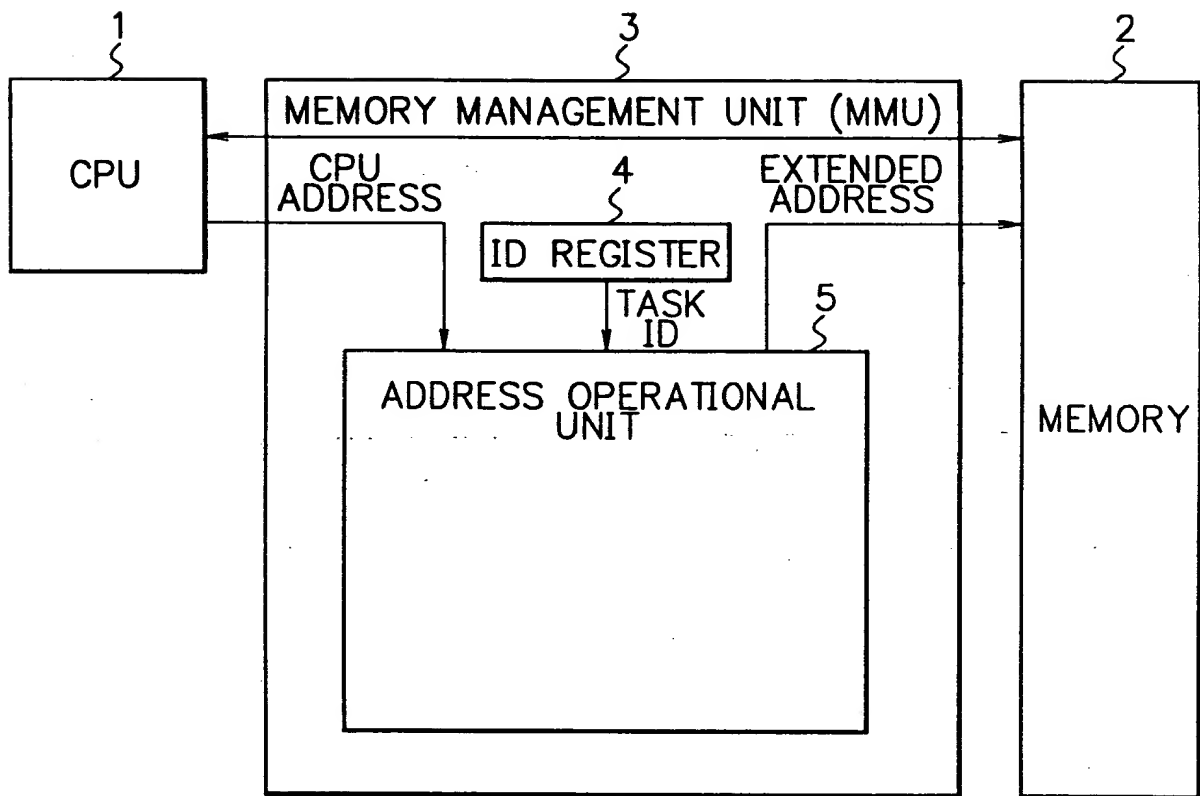 1
3
2
MEMORY MANAGEMENT UNIT (MMU)
CPU
CPU
ADDRESS
4
EXTENDED
ADDRESS
ID REGISTER
TASK
ID
5
ADDRESS OPERATIONAL
UNIT
MEMORY